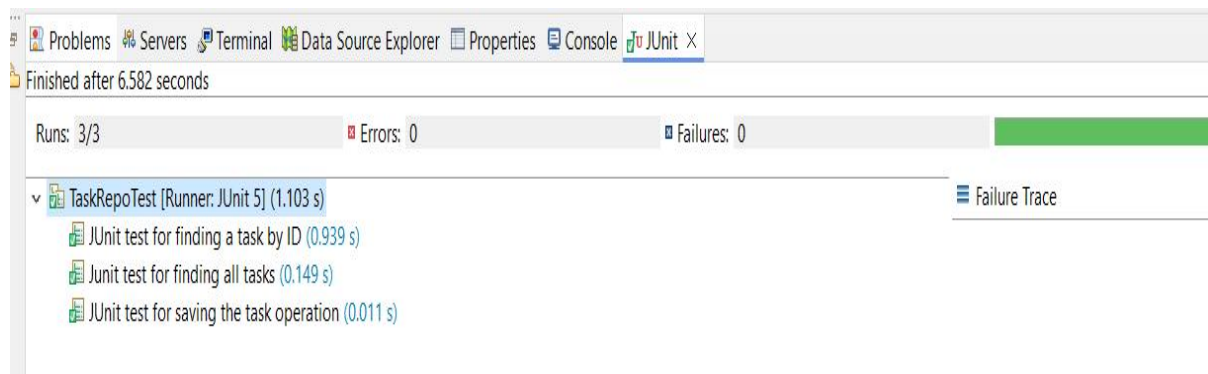 Problems Servers Terminal Data Source Explorer Properties Console JUnit
Finished after 6.582 seconds
Runs: 3/3 Errors: 0 Failures: 0
TaskRepoTest [Runner: JUnit 5] (1.103 s)
Failure Trace
JUnit test for finding a task by ID (0.939 s)
Junit test for finding all tasks (0.149 s)
JUnit test for saving the task operation (0.011 s)